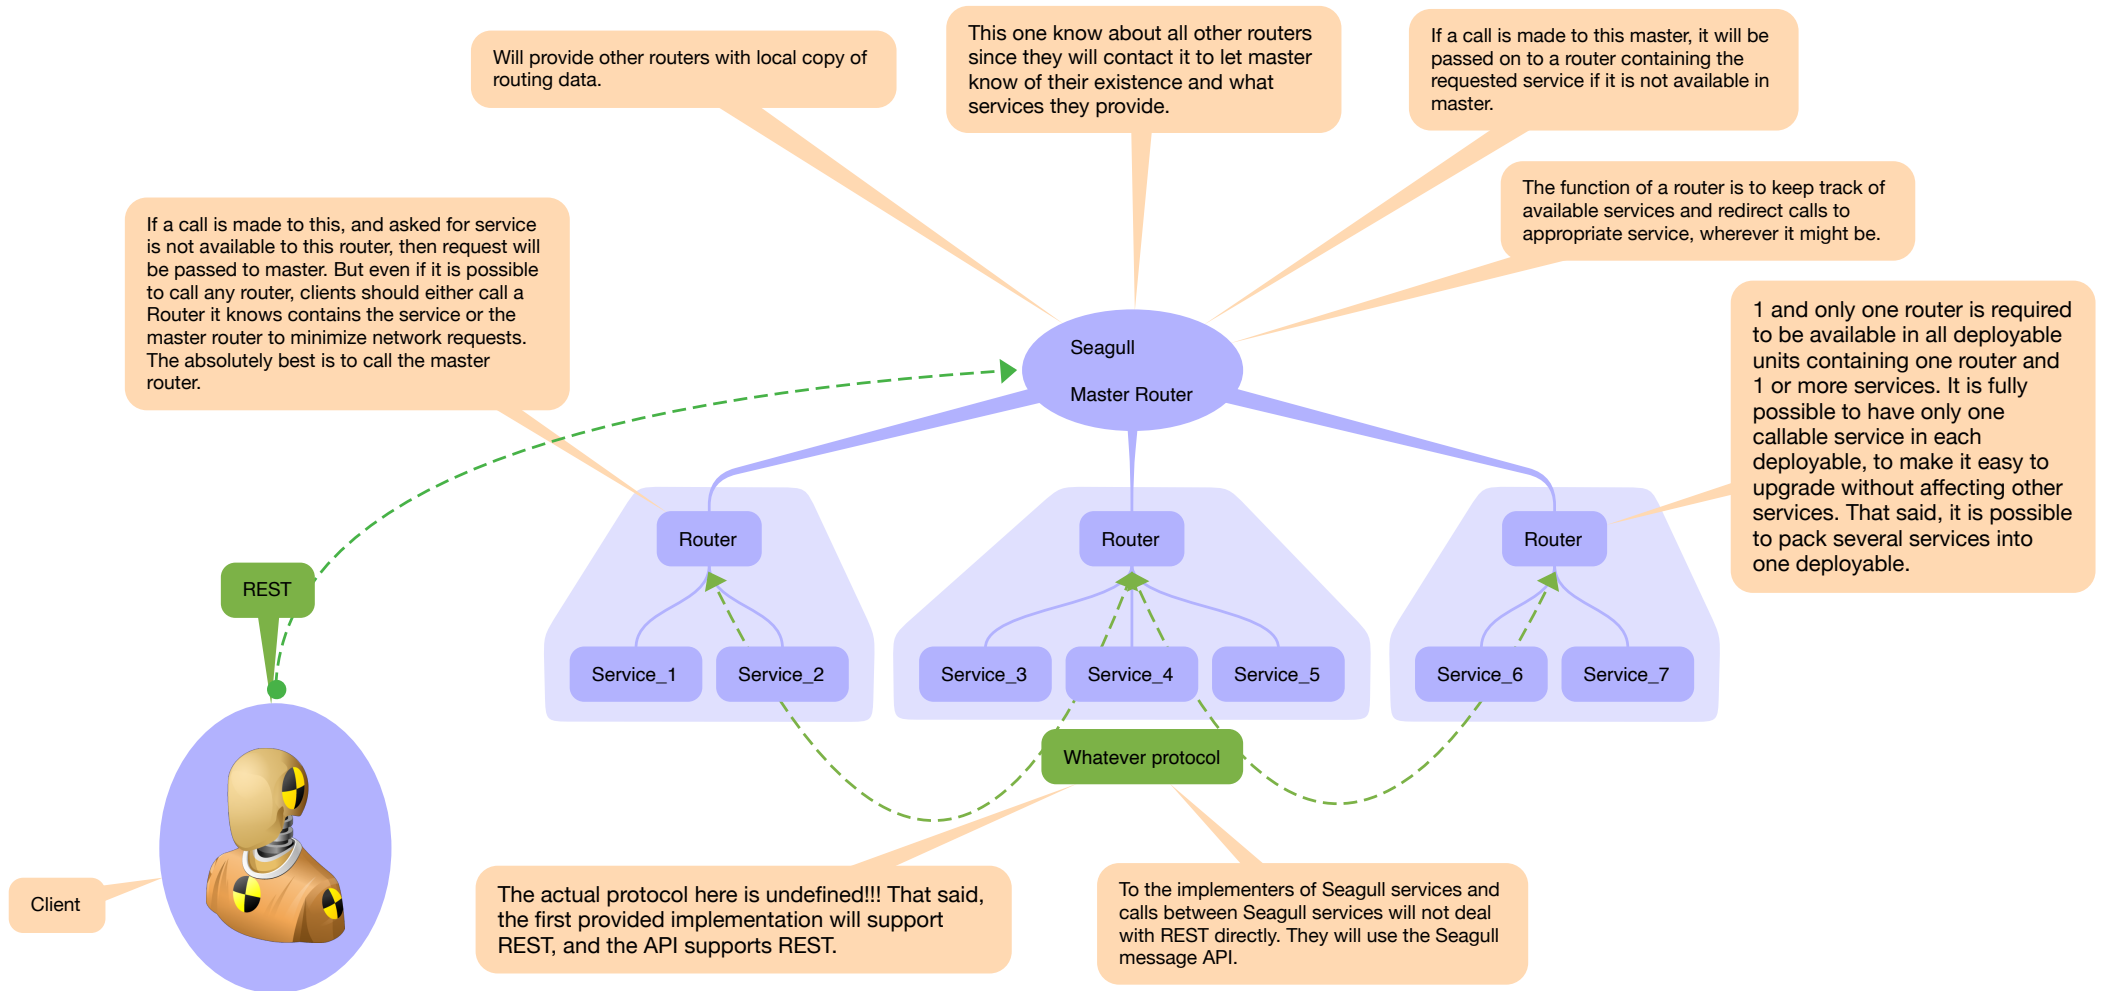 Will provide other routers with local copy of
routing data.
This one know about all other routers
since they will contact it to let master
know of their existence and what
services they provide.
If a call is made to this master, it will be
passed on to a router containing the
requested service if it is not available in
master.
The function of a router is to keep track of
available services and redirect calls to
appropriate service, wherever it might be.
If a call is made to this, and asked for service
is not available to this router, then request will
be passed to master. But even if it is possible
to call any router, clients should either call a
Router it knows contains the service or the
master router to minimize network requests.
The absolutely best is to call the master
router.
1 and only one router is required
to be available in all deployable
units containing one router and
1 or more services. It is fully
possible to have only one
callable service in each
deployable, to make it easy to
upgrade without affecting other
services. That said, it is possible
to pack several services into
one deployable.
Seagull
Master Router
Router
Router
Router
REST
Service_1
Service_2
Service_3
Service_4
Service_5
Service_6
Service_7
Whatever protocol
Client
The actual protocol here is undefined!!! That said,
the first provided implementation will support
REST, and the API supports REST.
To the implementers of Seagull services and
calls between Seagull services will not deal
with REST directly. They will use the Seagull
message API.